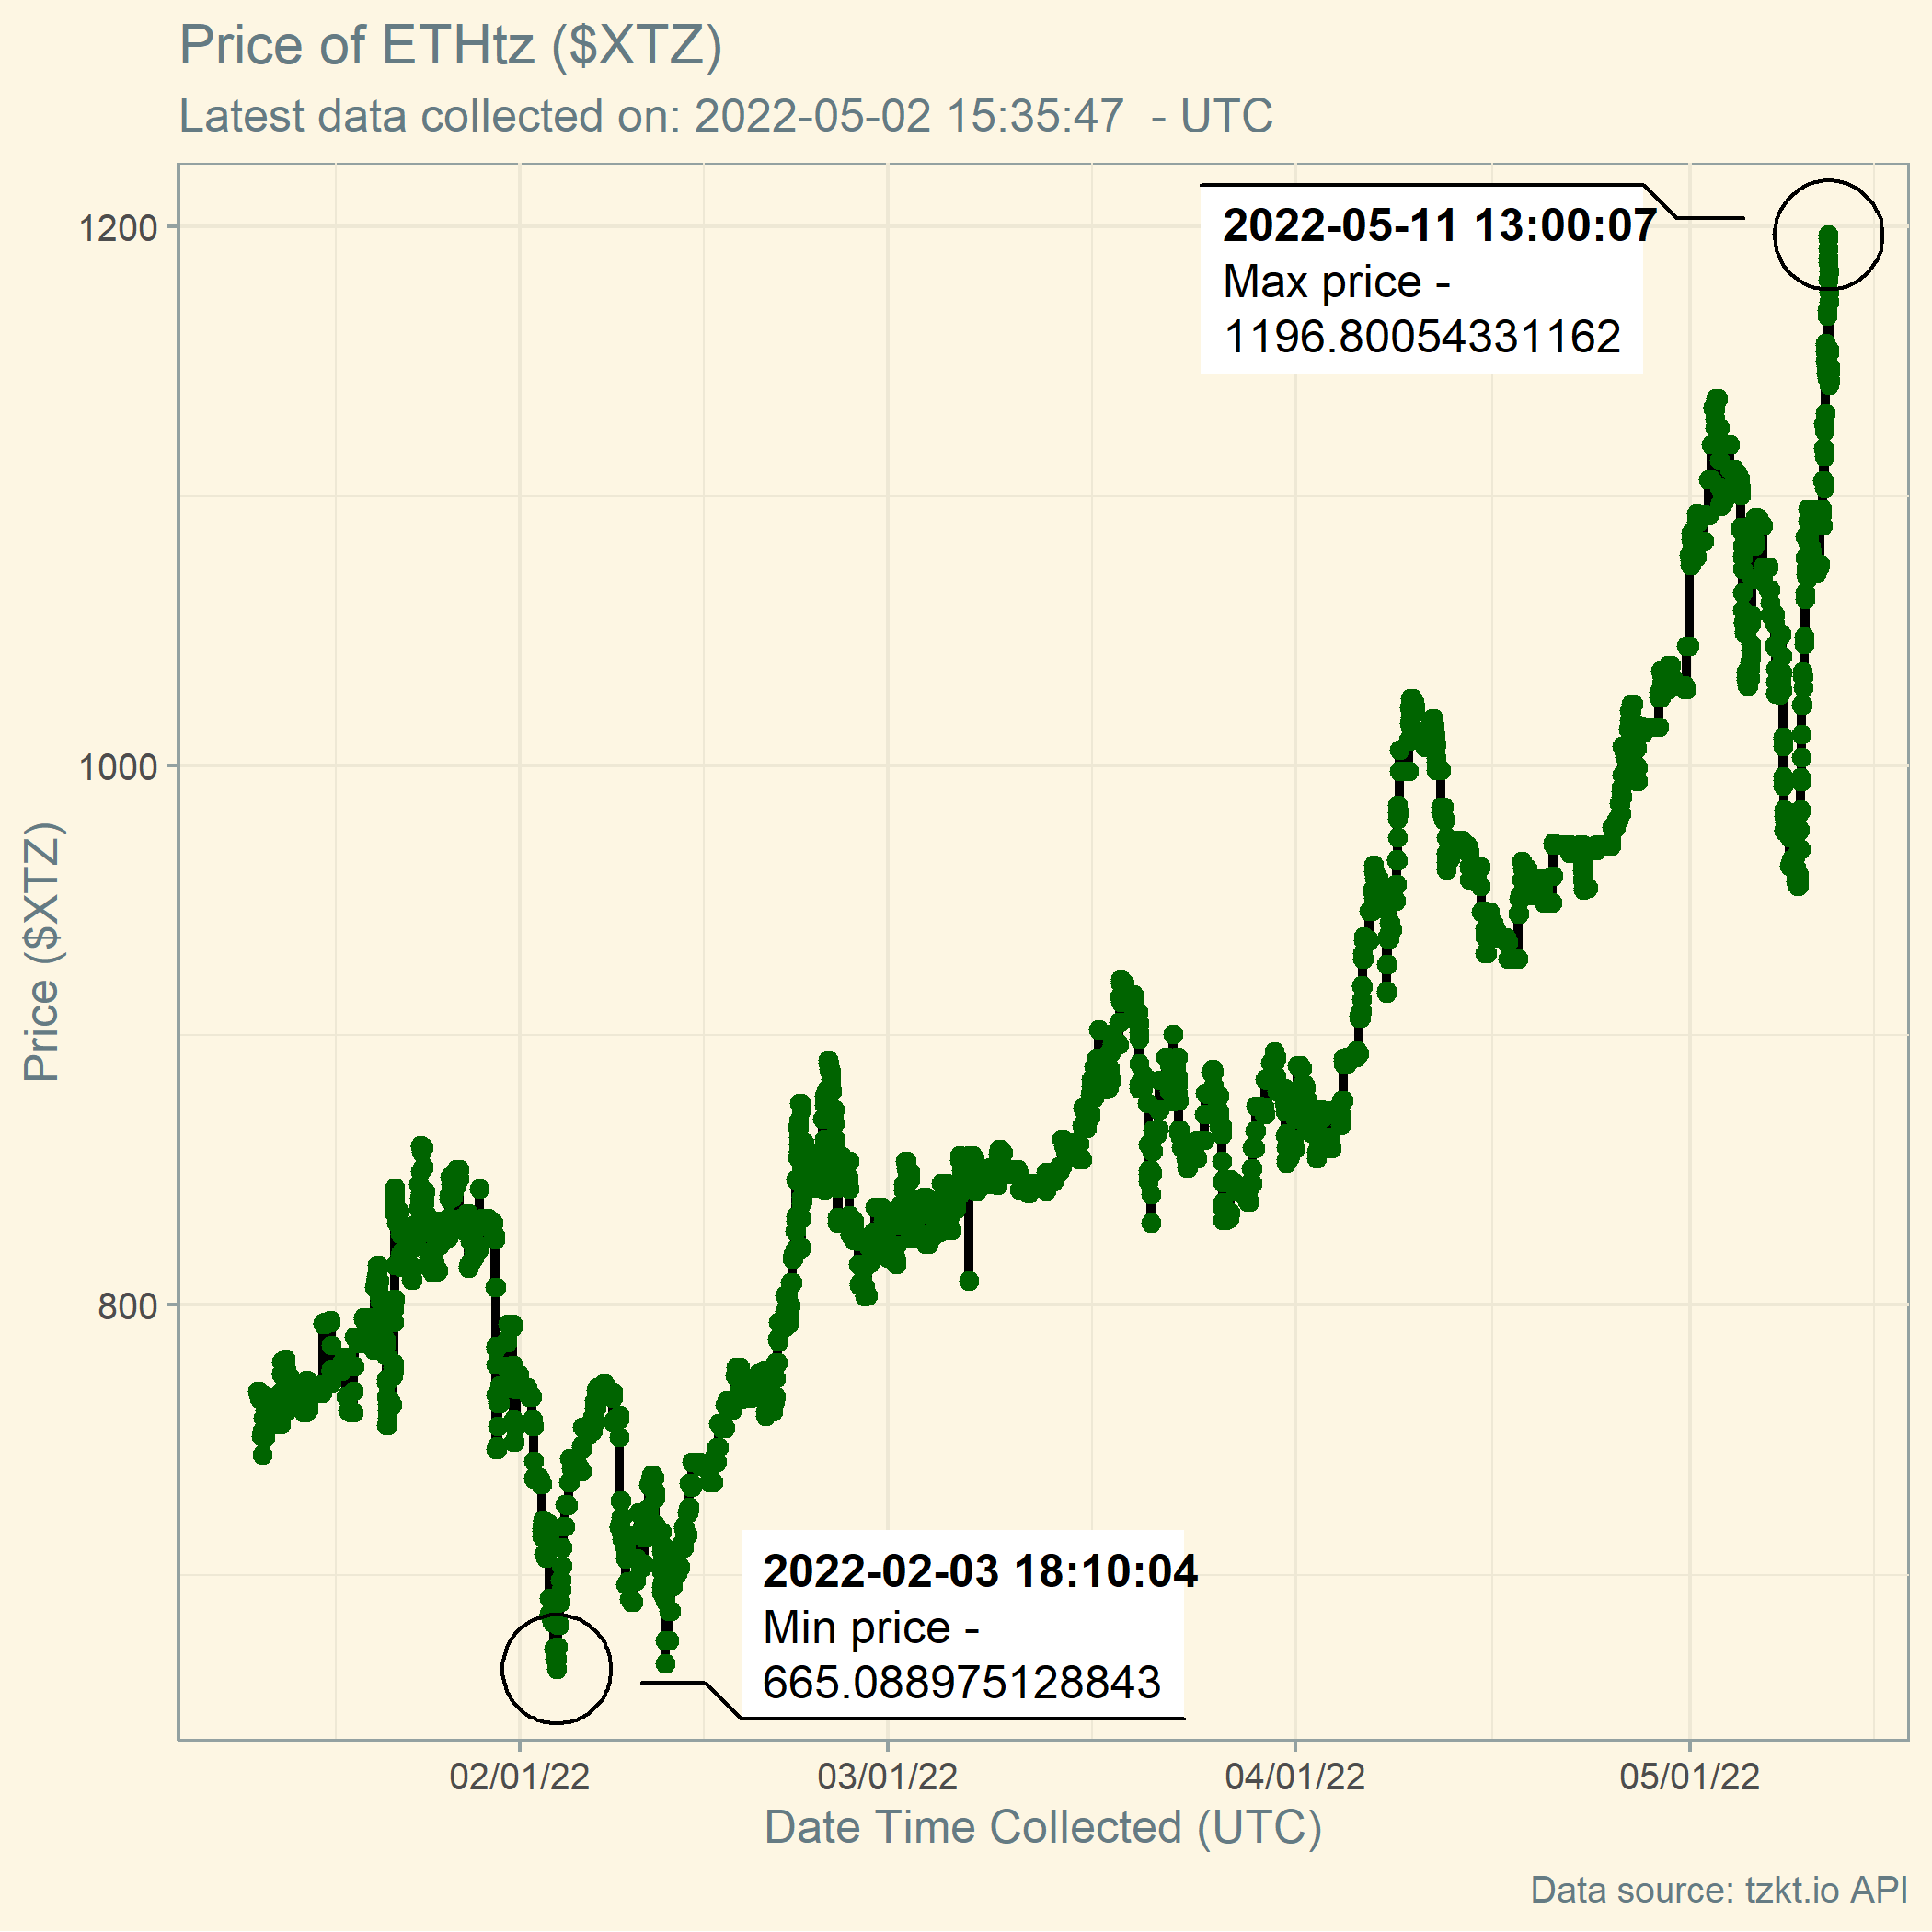 Price of ETHtz ($XTZ)
Latest data collected on: 2022-05-02 15:35:47  - UTC
1200
1000
800
Price ($XTZ)
2022-05-11 13:00:07
Max price -
1196.80054331162
2022-02-03 18:10:04
Min price -
665.088975128843
02/01/22
03/01/22
04/01/22
05/01/22
Date Time Collected (UTC)
Data source: tzkt.io API